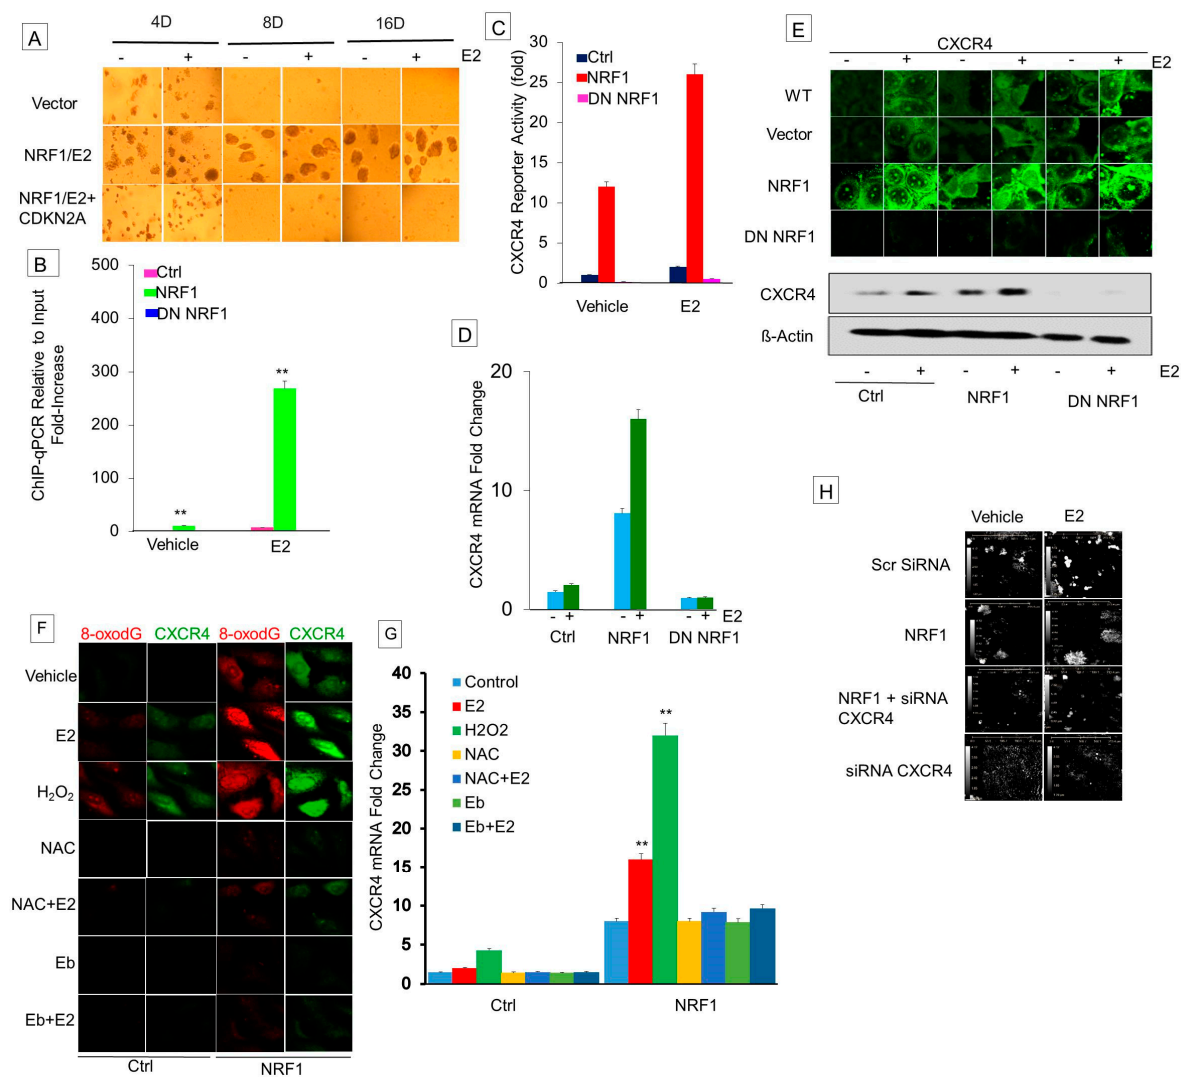 A
4D
8D
16D
-
+
-
+
-
+
E2
Vector
NRF1/E2
NRF1/E2+
CDKN2A
B
ChIP-qPCR Relative to Input
Fold-Increase
500
400
300
200
100
0
Ctrl
NRF1
DN NRF1
**
**
Vehicle
E2
C
CXCR4 Reporter Activity (fold)
30
25
20
15
10
5
0
Ctrl
NRF1
DN NRF1
Vehicle
E2
D
CXCR4 mRNA Fold Change
20
10
0
- + - + - + E2
Ctrl
NRF1
DN NRF1
E
CXCR4
- + - + - + E2
WT
Vector
NRF1
DN NRF1
CXCR4
ß-Actin
- + - + - + E2
Ctrl
NRF1
DN NRF1
F
8-oxodG CXCR4 8-oxodG CXCR4
Vehicle
E2
H2O2
NAC
NAC+E2
Eb
Eb+E2
Ctrl
NRF1
G
CXCR4 mRNA Fold Change
40
35
30
25
20
15
10
5
0
Control
E2
H2O2
NAC
NAC+E2
Eb
Eb+E2
**
**
Ctrl
NRF1
H
Vehicle
E2
Scr SiRNA
NRF1
NRF1 + siRNA
CXCR4
siRNA CXCR4